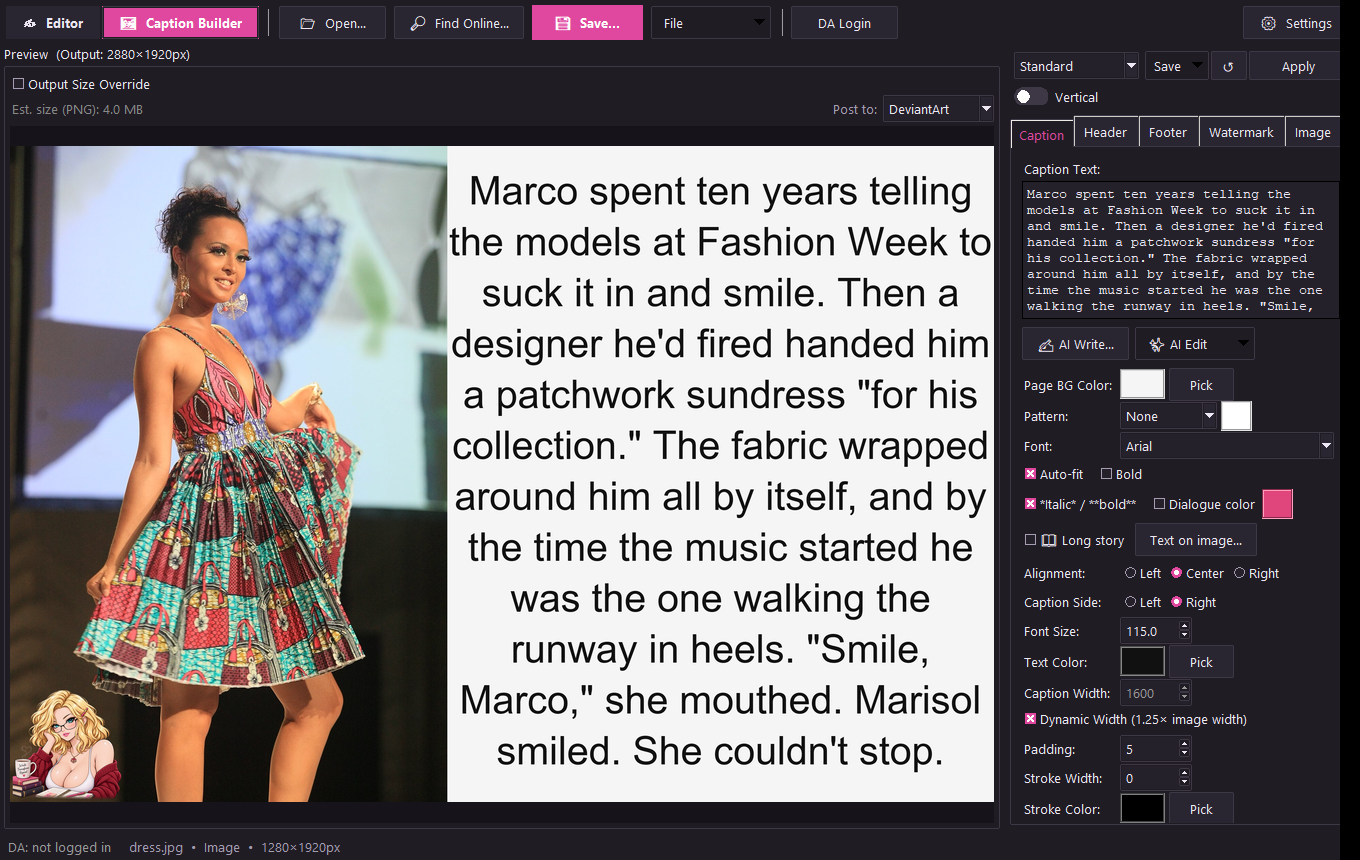 Editor
Caption Builder
Open...
Find Online...
Save...
File
DA Login
Settings
Preview (Output: 2880×1920px)
Output Size Override
Est. size (PNG): 4.0 MB
Post to: DeviantArt
Marco spent ten years telling
the models at Fashion Week to
suck it in and smile. Then a
designer he'd fired handed him
a patchwork sundress "for his
collection." The fabric wrapped
around him all by itself, and by
the time the music started he
was the one walking the
runway in heels. "Smile,
Marco," she mouthed. Marisol
smiled. She couldn't stop.
Standard
Save
↺
Apply
Vertical
Caption
Header
Footer
Watermark
Image
Caption Text:
Marco spent ten years telling the
models at Fashion Week to suck it in
and smile. Then a designer he'd fired
handed him a patchwork sundress "for
his collection." The fabric wrapped
around him all by itself, and by the
time the music started he was the one
walking the runway in heels. "Smile,
AI Write...
AI Edit
Page BG Color:
Pick
Pattern:
None
Font:
Arial
Auto-fit
Bold
*Italic* / **bold**
Dialogue color
Long story
Text on image...
Alignment:
Left
Center
Right
Caption Side:
Left
Right
Font Size:
115.0
Text Color:
Pick
Caption Width:
1600
Dynamic Width (1.25× image width)
Padding:
5
Stroke Width:
0
Stroke Color:
Pick
DA: not logged in
dress.jpg • Image • 1280×1920px